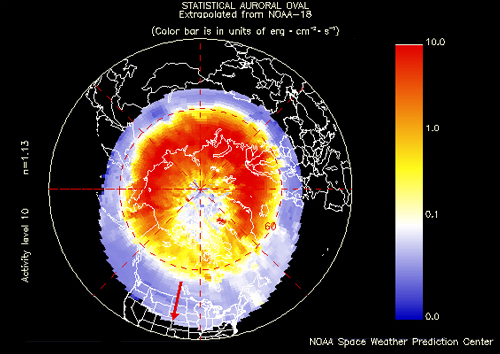 STATISTICAL AURORAL OVAL
Extrapolated from NOAA-18
(Color bar is in units of erg · cm⁻² · s⁻¹)
10.0
1.0
0.1
0.0
60
n=1.13
Activity level 10
NOAA Space Weather Prediction Center